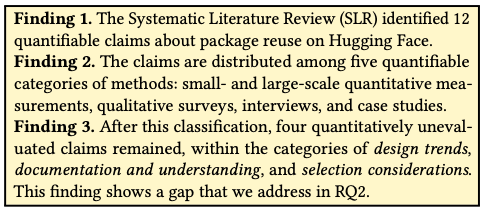 Finding 1. The Systematic Literature Review (SLR) identified 12
quantifiable claims about package reuse on Hugging Face.
Finding 2. The claims are distributed among five quantifiable
categories of methods: small- and large-scale quantitative mea-
surements, qualitative surveys, interviews, and case studies.
Finding 3. After this classification, four quantitatively uneval-
uated claims remained, within the categories of design trends,
documentation and understanding, and selection considerations.
This finding shows a gap that we address in RQ2.